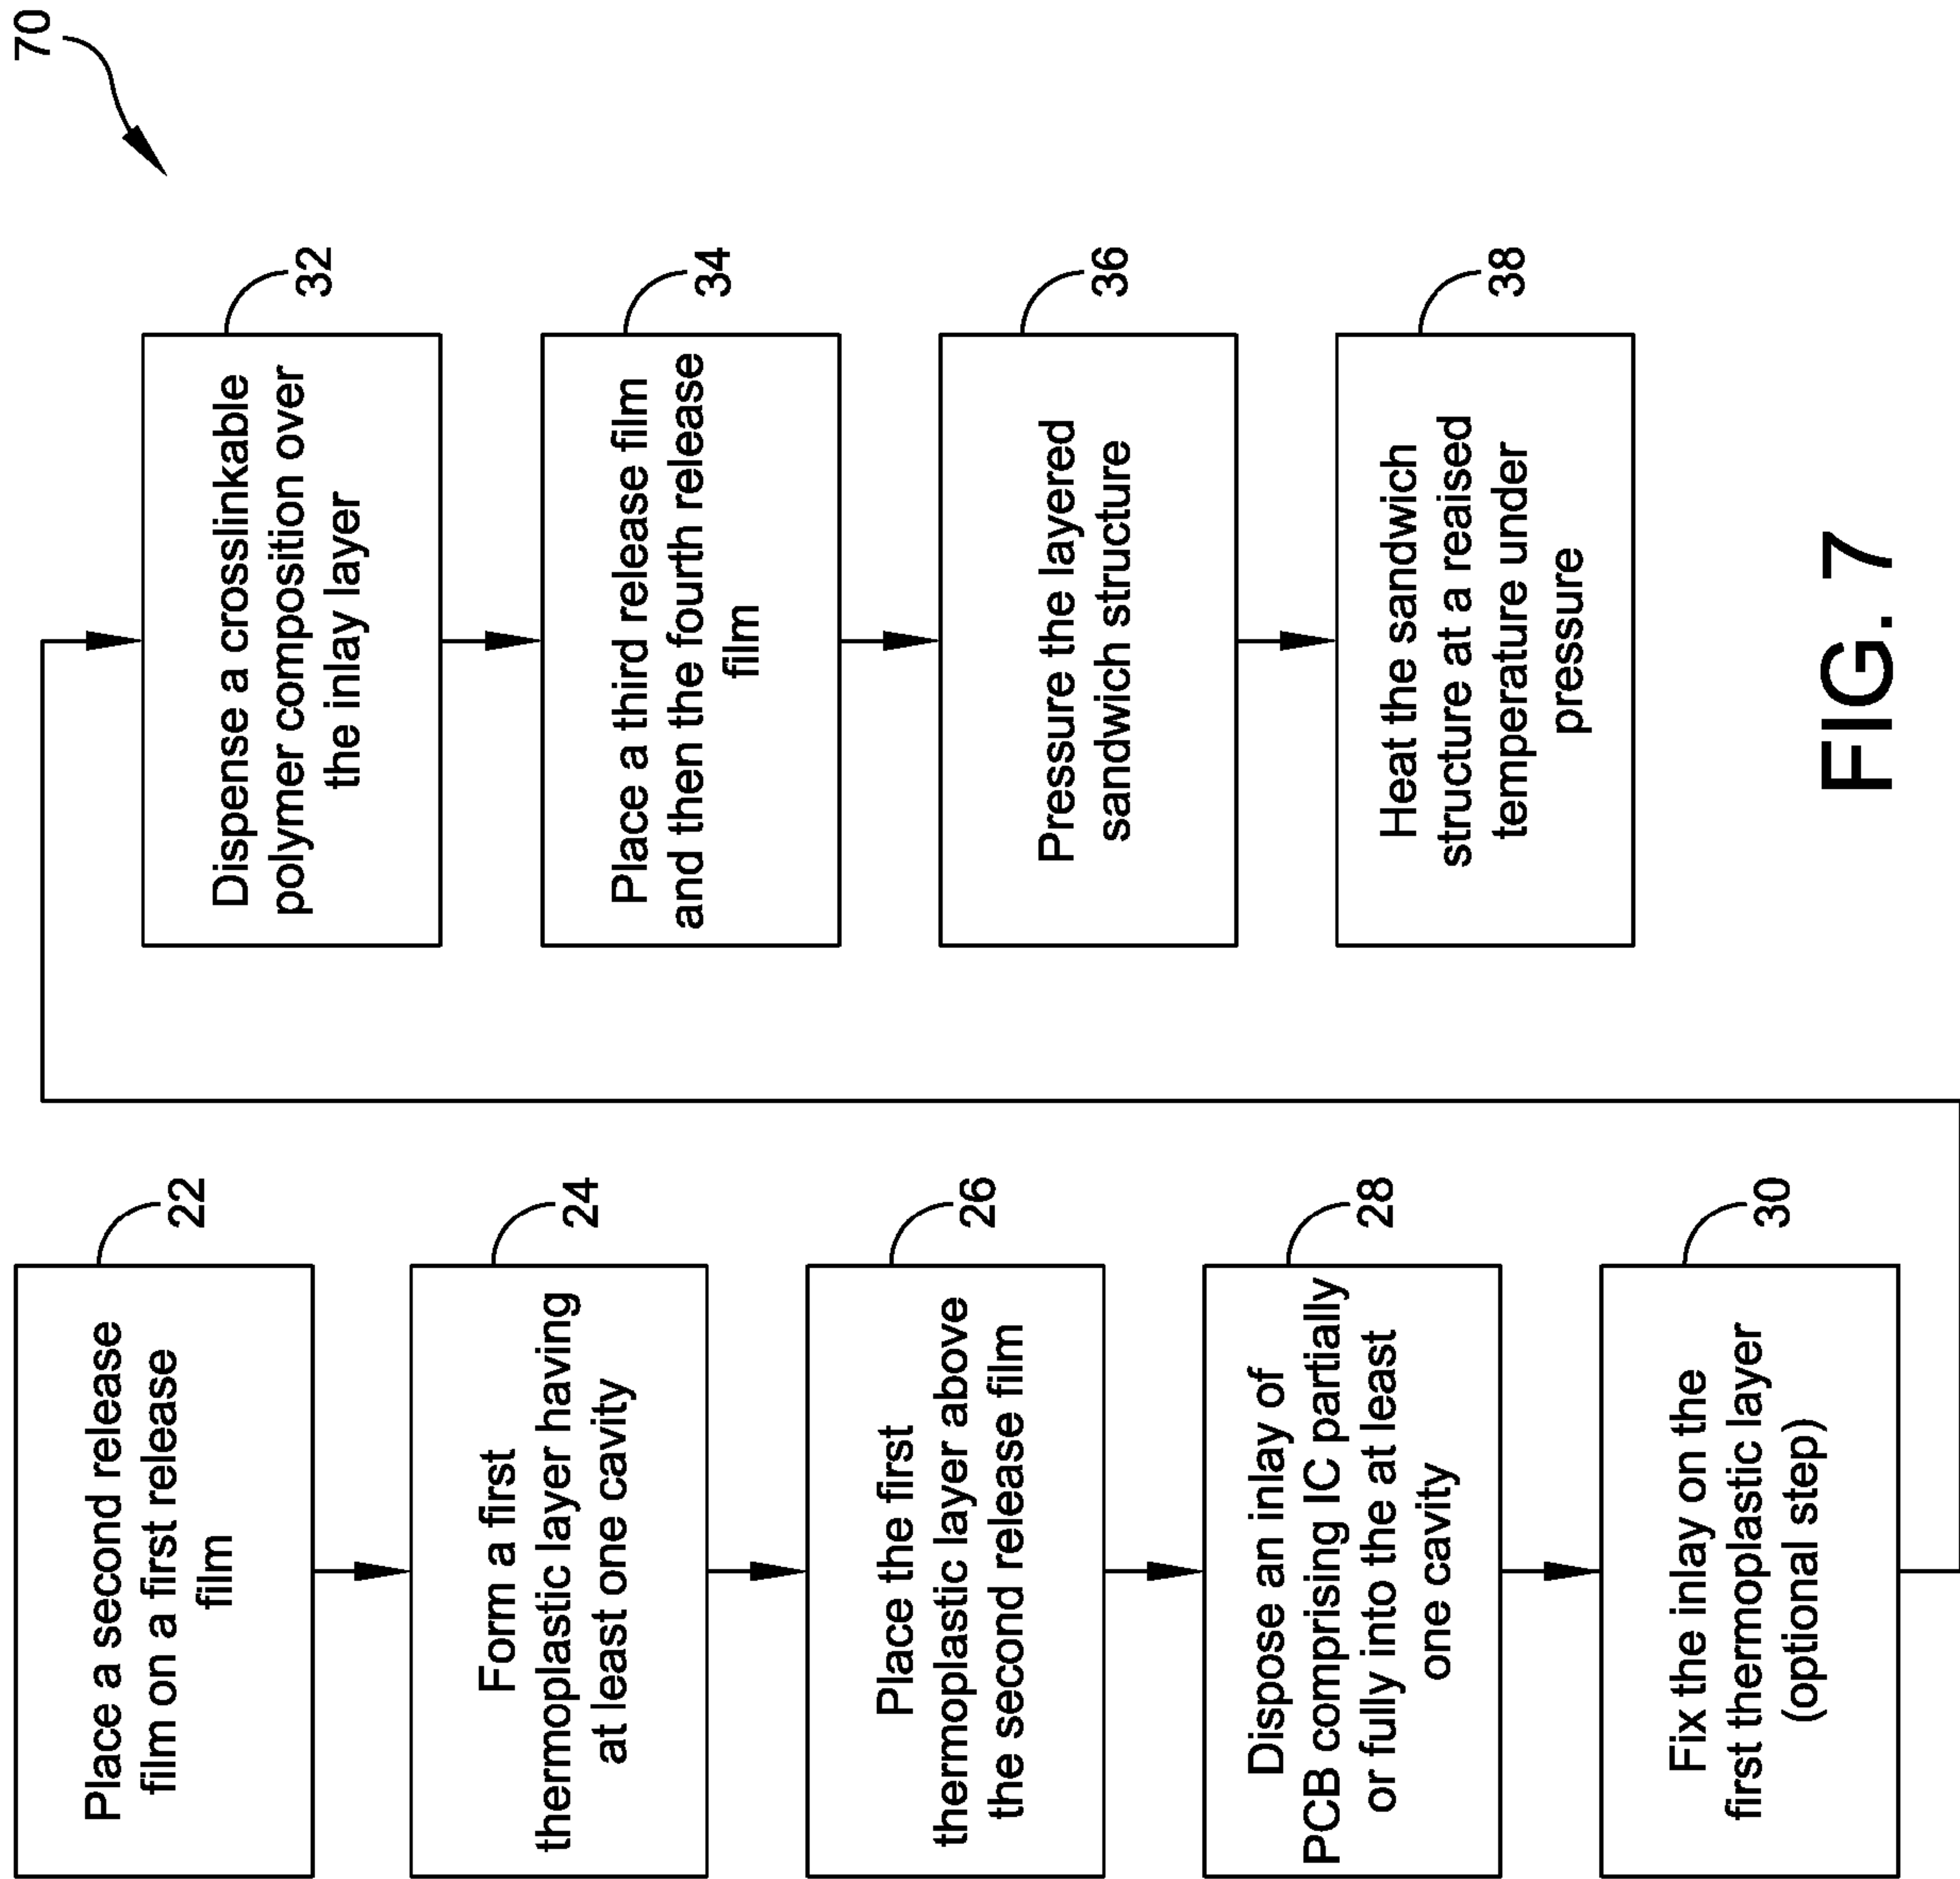 70
Place a second release
film on a first release
film
22
Form a first
thermoplastic layer having
at least one cavity
24
Place the first
thermoplastic layer above
the second release film
26
Dispose an inlay of
PCB comprising IC partially
or fully into the at least
one cavity
28
Fix the inlay on the
first thermoplastic layer
(optional step)
30
Dispense a crosslinkable
polymer composition over
the inlay layer
32
Place a third release film
and then the fourth release
film
34
Pressure the layered
sandwich structure
36
Heat the sandwich
structure at a reaised
temperature under
pressure
38
FIG. 7